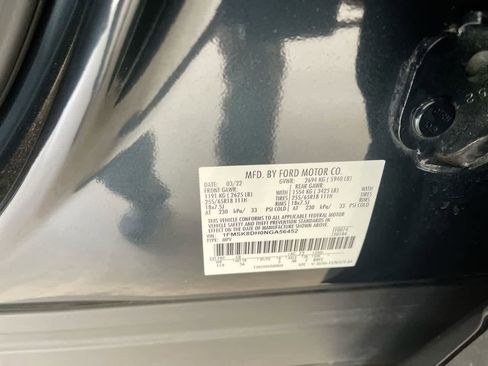 MFD. BY FORD MOTOR CO.
DATE: 03/22 GVWR: 2694 KG ( 5940 LB)
FRONT GAWR: REAR GAWR:
1191 KG ( 2625 LB) 1554 KG ( 3425 LB)
255/65R18 111H 255/65R18 111H
18x7.5J 18x7.5J
AT 230 kPa/ 33 PSI COLD AT 230 kPa/ 33 PSI COLD
THIS VEHICLE CONFORMS TO ALL APPLICABLE FEDERAL
MOTOR VEHICLE SAFETY AND THEFT PREVENTION STANDARDS IN
EFFECT ON THE DATE OF MANUFACTURE SHOWN ABOVE.
VIN: 1FMSK8DH0NGA56452
TYPE: MPV